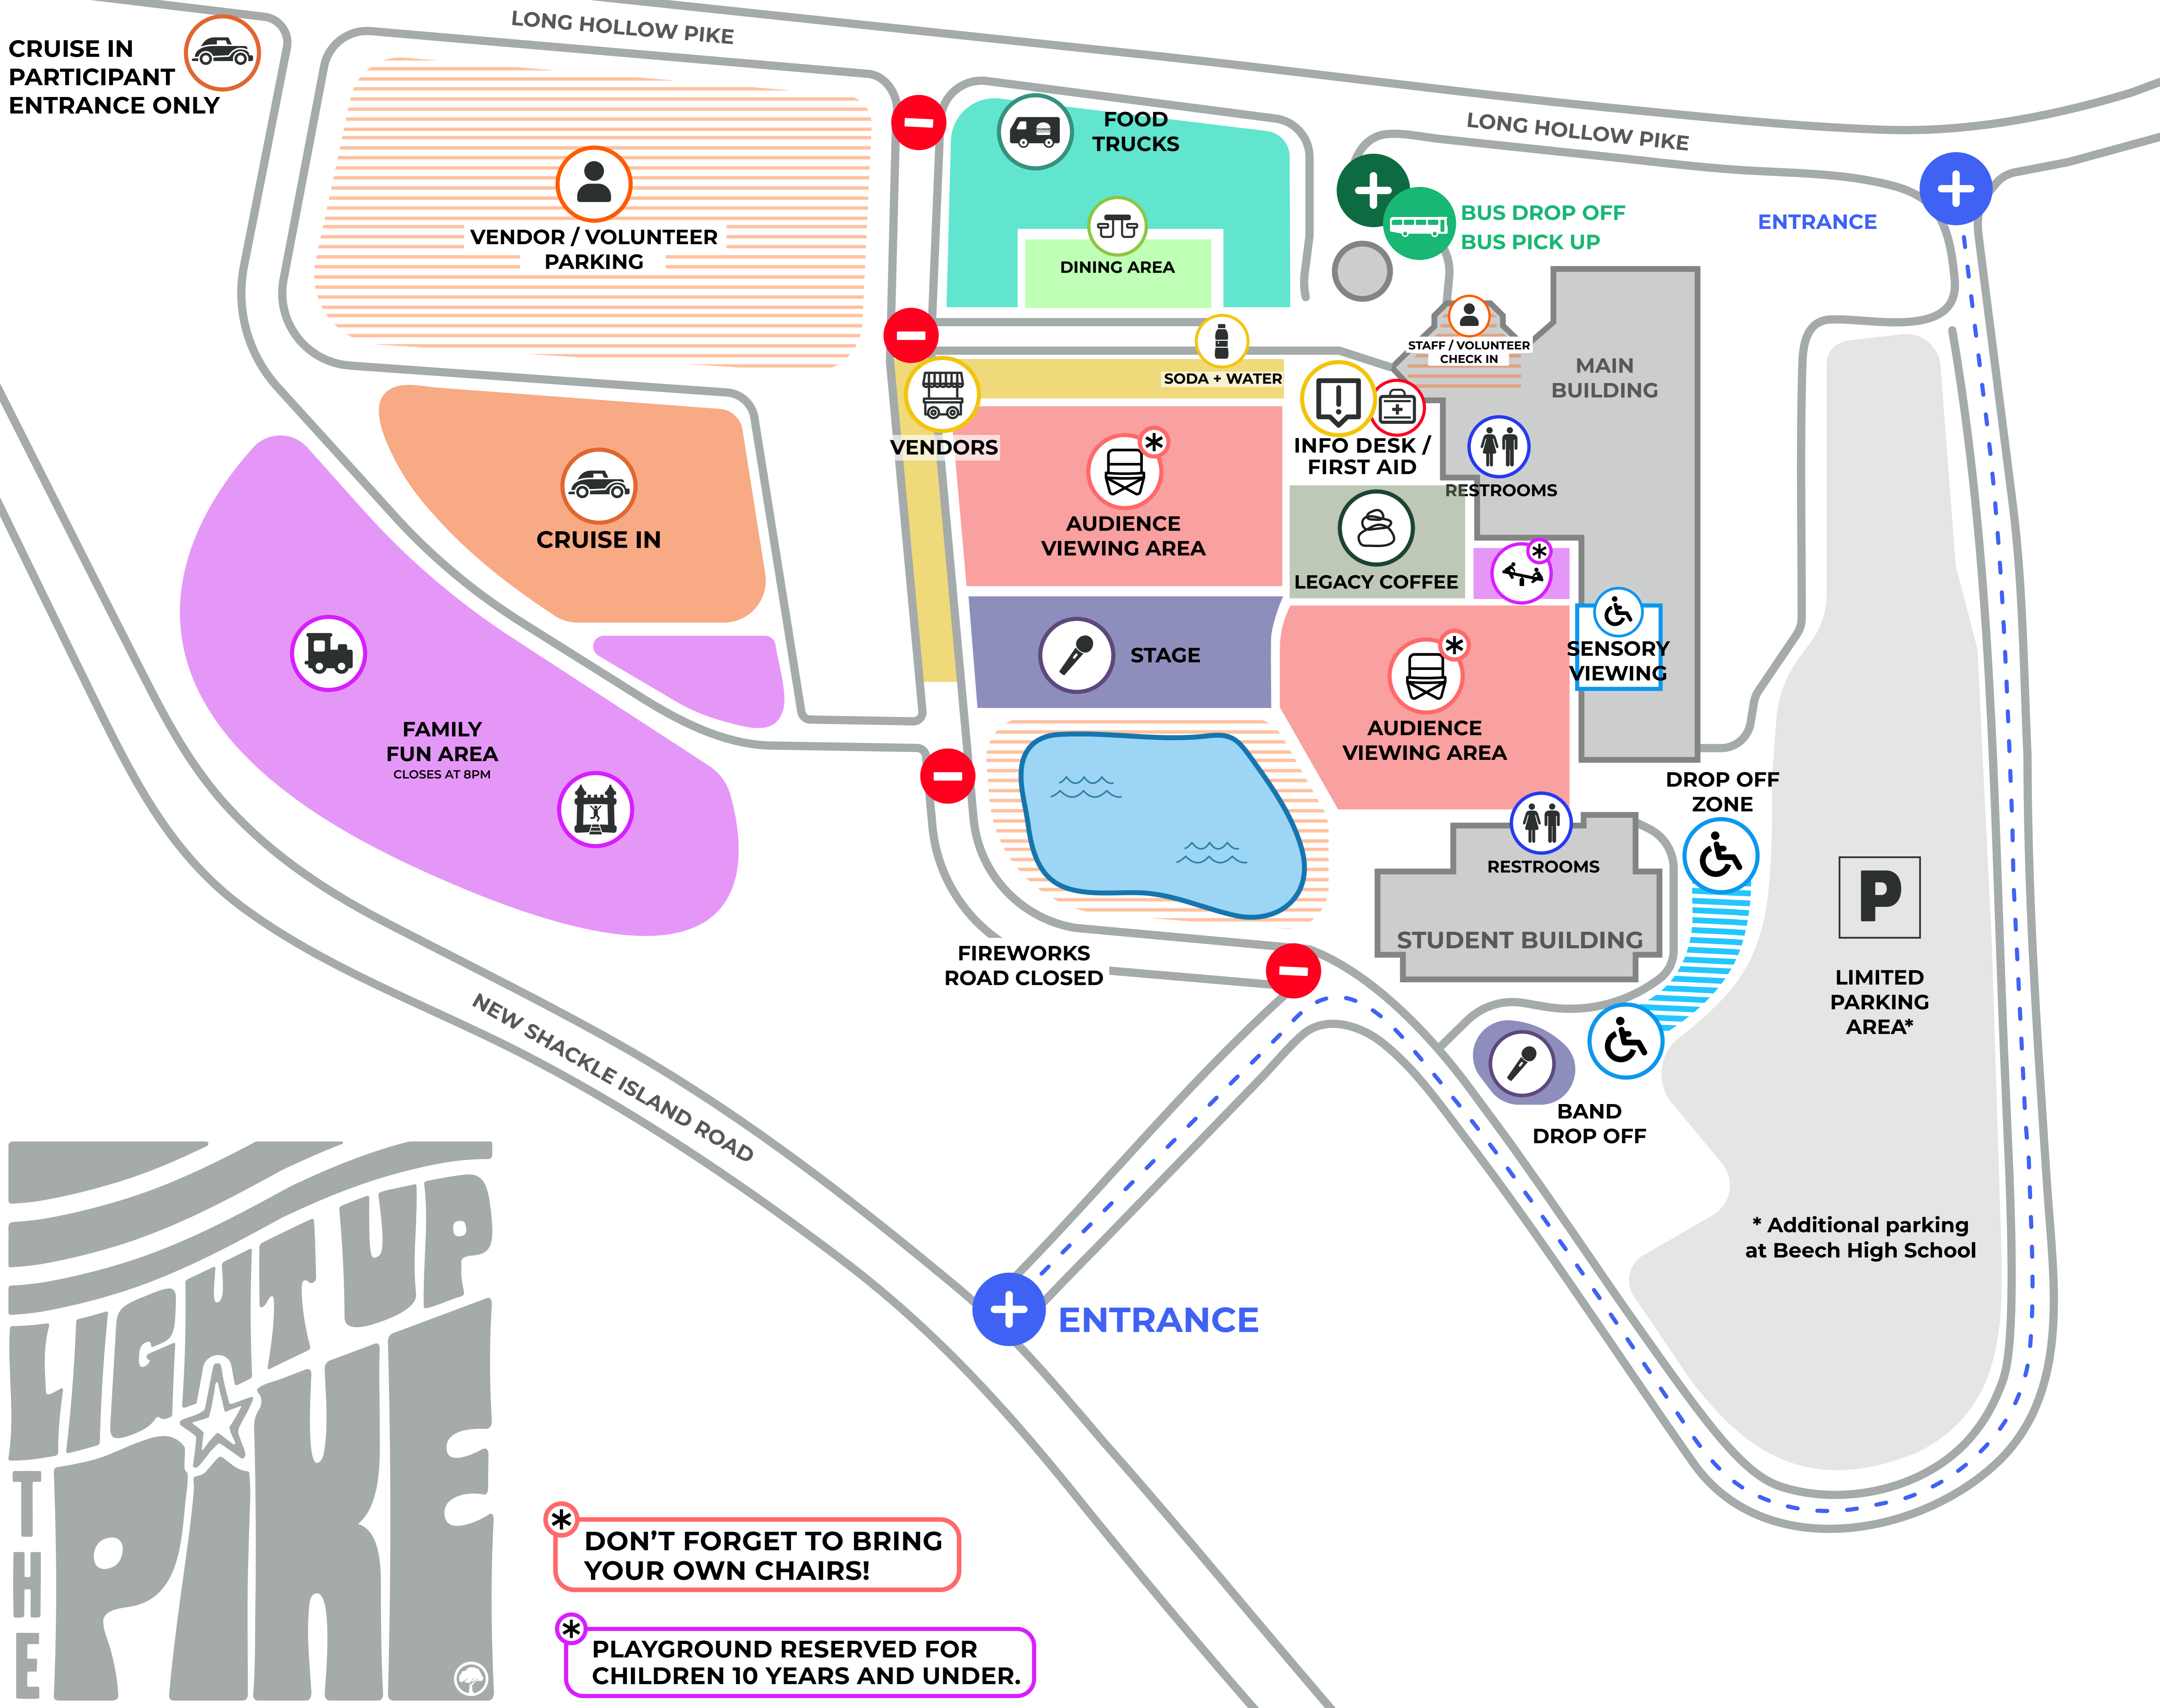 LONG HOLLOW PIKE
CRUISE IN
PARTICIPANT
ENTRANCE ONLY
FOOD
TRUCKS
LONG HOLLOW PIKE
BUS DROP OFF
BUS PICK UP
ENTRANCE
VENDOR / VOLUNTEER
PARKING
DINING AREA
STAFF / VOLUNTEER
CHECK IN
MAIN
BUILDING
SODA + WATER
VENDORS
INFO DESK /
FIRST AID
RESTROOMS
AUDIENCE
VIEWING AREA
CRUISE IN
LEGACY COFFEE
STAGE
SENSORY
VIEWING
AUDIENCE
VIEWING AREA
FAMILY
FUN AREA
CLOSES AT 8PM
DROP OFF
ZONE
RESTROOMS
P
STUDENT BUILDING
FIREWORKS
ROAD CLOSED
LIMITED
PARKING
AREA*
NEW SHACKLE ISLAND ROAD
BAND
DROP OFF
* Additional parking
at Beech High School
ENTRANCE
LIGHT UP
THE
PIKE
* DON'T FORGET TO BRING
YOUR OWN CHAIRS!
* PLAYGROUND RESERVED FOR
CHILDREN 10 YEARS AND UNDER.